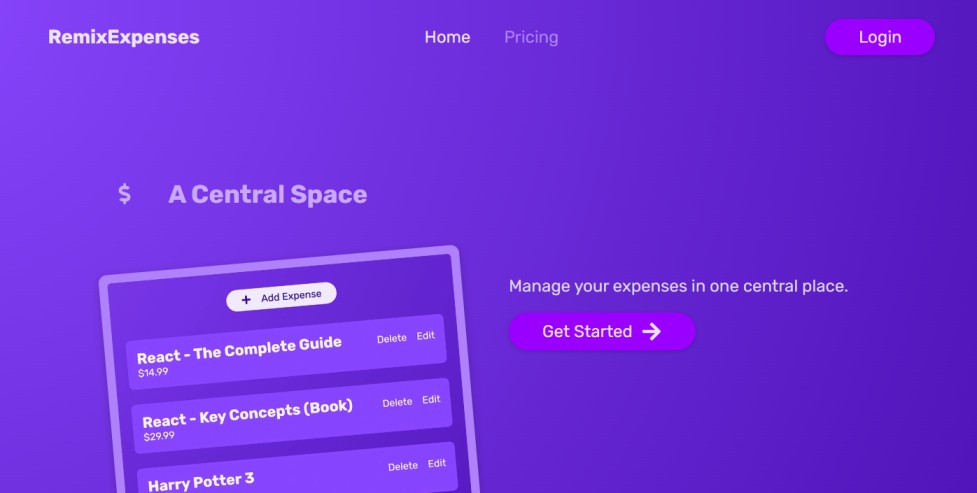 RemixExpenses
Home
Pricing
Login
$
A Central Space
Add Expense
React - The Complete Guide
$14.99
Delete
Edit
React - Key Concepts (Book)
$29.99
Delete
Edit
Harry Potter 3
Delete
Edit
Manage your expenses in one central place.
Get Started